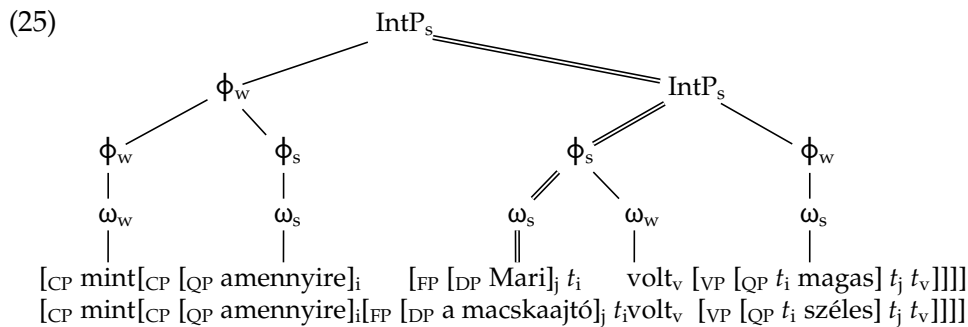 (25) IntPₛ
ϕw IntPₛ
ϕw ϕₛ ϕₛ ϕw
ωw ωₛ ωₛ ωw ωₛ
[CP mint[CP [QP amennyire]i [FP [DP Mari]j ti voltv [VP [QP ti magas] tj tv]]]]
[CP mint[CP [QP amennyire]i[FP [DP a macskaajtó]j tivoltv [VP [QP ti széles] tj tv]]]]